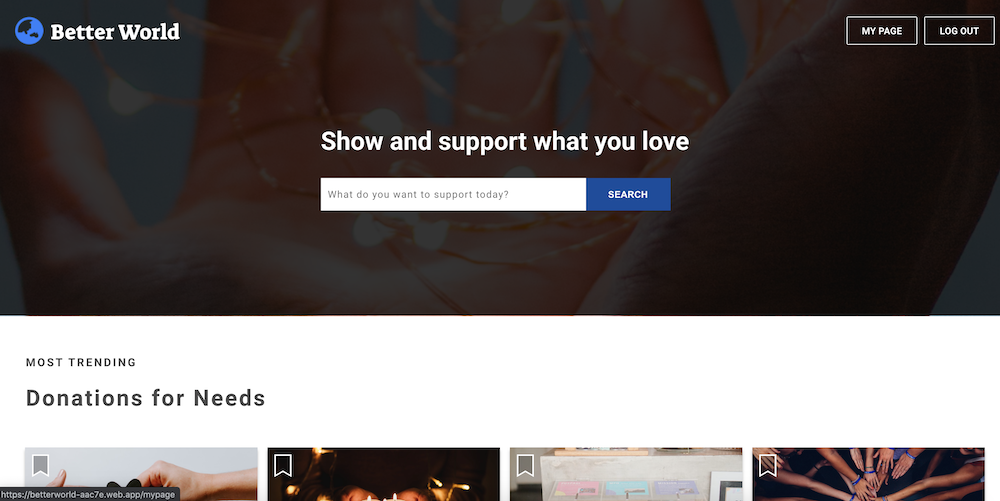 Better World
MY PAGE
LOG OUT
Show and support what you love
What do you want to support today?
SEARCH
MOST TRENDING
Donations for Needs
https://betterworld-aac7e.web.app/mypage